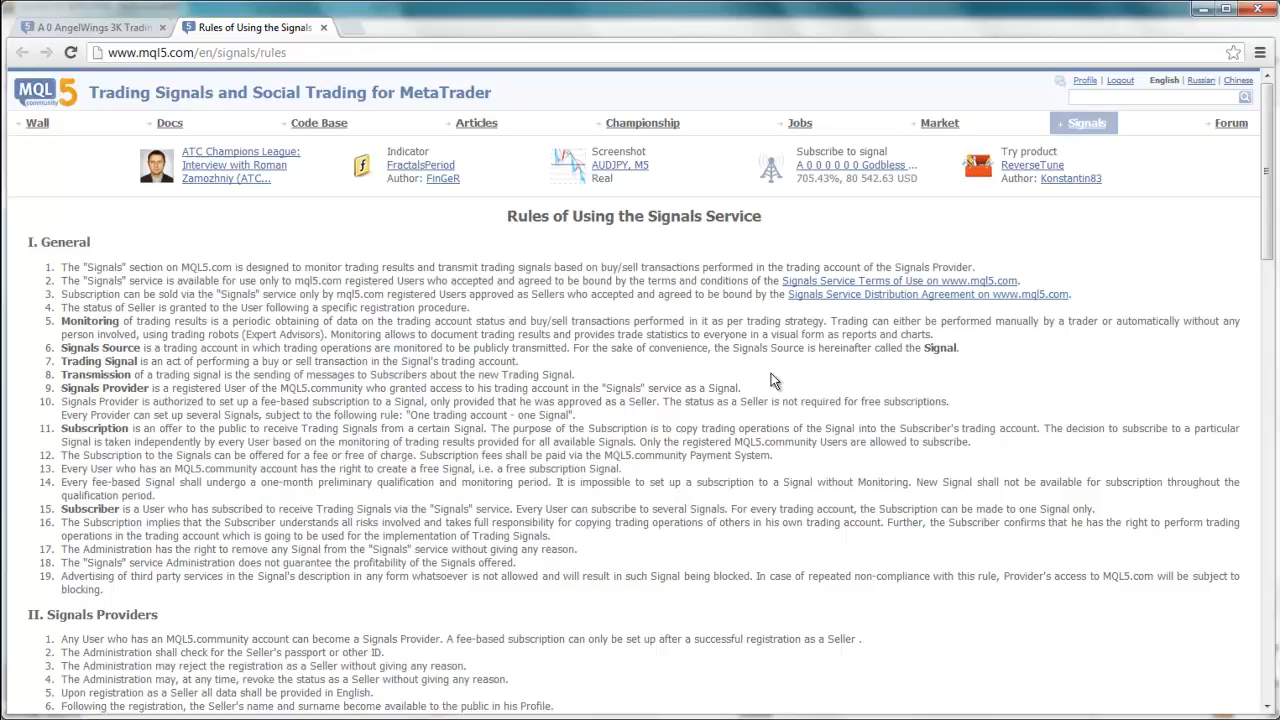 A 0 AngelWings 3K Tradin
Rules of Using the Signals
www.mql5.com/en/signals/rules
MQL5 community
Trading Signals and Social Trading for MetaTrader
Profile | Logout English | Russian | Chinese
Wall Docs Code Base Articles Championship Jobs Market Signals Forum
ATC Champions League:
Interview with Roman
Zamozhniy (ATC...
Indicator
FractalsPeriod
Author: FinGeR
Screenshot
AUDJPY, M5
Real
Subscribe to signal
A 0 0 0 0 0 0 Godbless ...
705.43%, 80 542.63 USD
Try product
ReverseTune
Author: Konstantin83
Rules of Using the Signals Service
I. General
1. The "Signals" section on MQL5.com is designed to monitor trading results and transmit trading signals based on buy/sell transactions performed in the trading account of the Signals Provider.
2. The "Signals" service is available for use only to mql5.com registered Users who accepted and agreed to be bound by the terms and conditions of the Signals Service Terms of Use on www.mql5.com.
3. Subscription can be sold via the "Signals" service only by mql5.com registered Users approved as Sellers who accepted and agreed to be bound by the Signals Service Distribution Agreement on www.mql5.com.
4. The status of Seller is granted to the User following a specific registration procedure.
5. Monitoring of trading results is a periodic obtaining of data on the trading account status and buy/sell transactions performed in it as per trading strategy. Trading can either be performed manually by a trader or automatically without any
person involved, using trading robots (Expert Advisors). Monitoring allows to document trading results and provides trade statistics to everyone in a visual form as reports and charts.
6. Signals Source is a trading account in which trading operations are monitored to be publicly transmitted. For the sake of convenience, the Signals Source is hereinafter called the Signal.
7. Trading Signal is an act of performing a buy or sell transaction in the Signal's trading account.
8. Transmission of a trading signal is the sending of messages to Subscribers about the new Trading Signal.
9. Signals Provider is a registered User of the MQL5.community who granted access to his trading account in the "Signals" service as a Signal.
10. Signals Provider is authorized to set up a fee-based subscription to a Signal, only provided that he was approved as a Seller. The status as a Seller is not required for free subscriptions.
Every Provider can set up several Signals, subject to the following rule: "One trading account - one Signal".
11. Subscription is an offer to the public to receive Trading Signals from a certain Signal. The purpose of the Subscription is to copy trading operations of the Signal into the Subscriber's trading account. The decision to subscribe to a particular
Signal is taken independently by every User based on the monitoring of trading results provided for all available Signals. Only the registered MQL5.community Users are allowed to subscribe.
12. The Subscription to the Signals can be offered for a fee or free of charge. Subscription fees shall be paid via the MQL5.community Payment System.
13. Every User who has an MQL5.community account has the right to create a free Signal, i.e. a free subscription Signal.
14. Every fee-based Signal shall undergo a one-month preliminary qualification and monitoring period. It is impossible to set up a subscription to a Signal without Monitoring. New Signal shall not be available for subscription throughout the
qualification period.
15. Subscriber is a User who has subscribed to receive Trading Signals via the "Signals" service. Every User can subscribe to several Signals. For every trading account, the Subscription can be made to one Signal only.
16. The Subscription implies that the Subscriber understands all risks involved and takes full responsibility for copying trading operations of others in his own trading account. Further, the Subscriber confirms that he has the right to perform trading
operations in the trading account which is going to be used for the implementation of Trading Signals.
17. The Administration has the right to remove any Signal from the "Signals" service without giving any reason.
18. The "Signals" service Administration does not guarantee the profitability of the Signals offered.
19. Advertising of third party services in the Signal's description in any form whatsoever is not allowed and will result in such Signal being blocked. In case of repeated non-compliance with this rule, Provider's access to MQL5.com will be subject to
blocking.
II. Signals Providers
1. Any User who has an MQL5.community account can become a Signals Provider. A fee-based subscription can only be set up after a successful registration as a Seller .
2. The Administration shall check for the Seller's passport or other ID.
3. The Administration may reject the registration as a Seller without giving any reason.
4. The Administration may, at any time, revoke the status as a Seller without giving any reason.
5. Upon registration as a Seller all data shall be provided in English.
6. Following the registration, the Seller's name and surname become available to the public in his Profile.